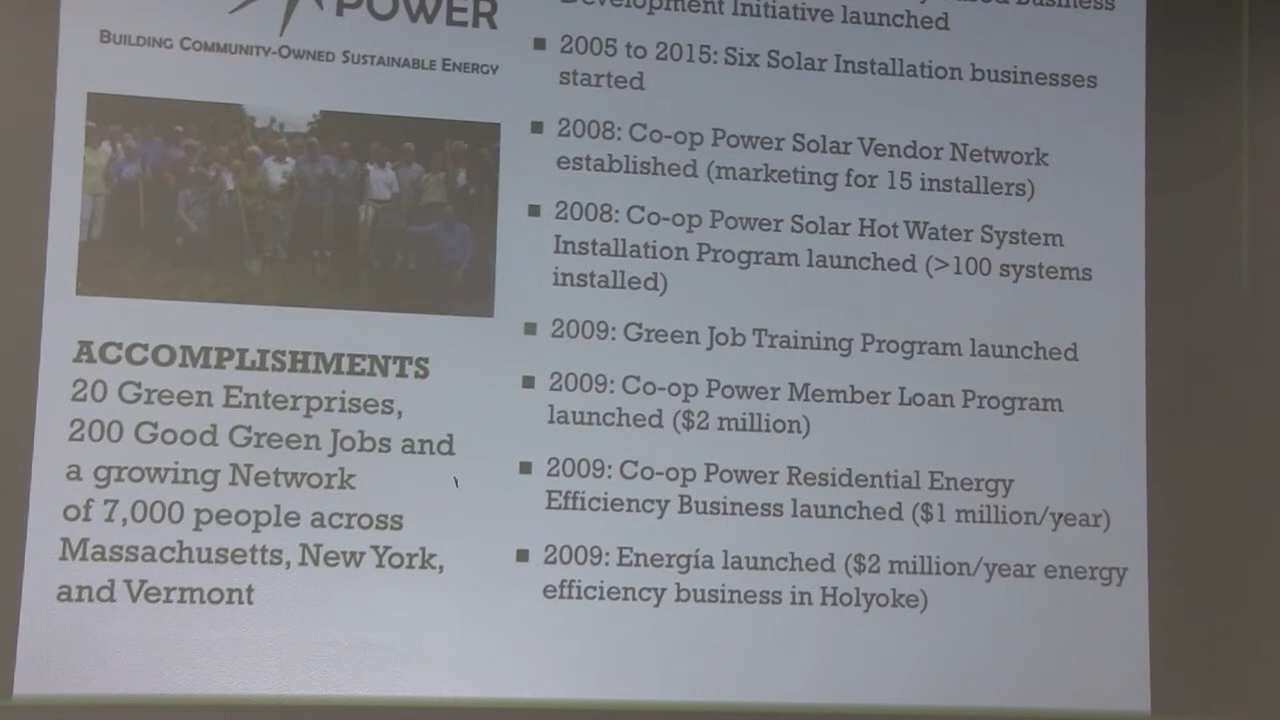 POWER
BUILDING COMMUNITY-OWNED SUSTAINABLE ENERGY
ACCOMPLISHMENTS
20 Green Enterprises,
200 Good Green Jobs and
a growing Network
of 7,000 people across
Massachusetts, New York,
and Vermont
Business
Development Initiative launched
■ 2005 to 2015: Six Solar Installation businesses
started
■ 2008: Co-op Power Solar Vendor Network
established (marketing for 15 installers)
■ 2008: Co-op Power Solar Hot Water System
Installation Program launched (>100 systems
installed)
■ 2009: Green Job Training Program launched
■ 2009: Co-op Power Member Loan Program
launched ($2 million)
■ 2009: Co-op Power Residential Energy
Efficiency Business launched ($1 million/year)
■ 2009: Energía launched ($2 million/year energy
efficiency business in Holyoke)